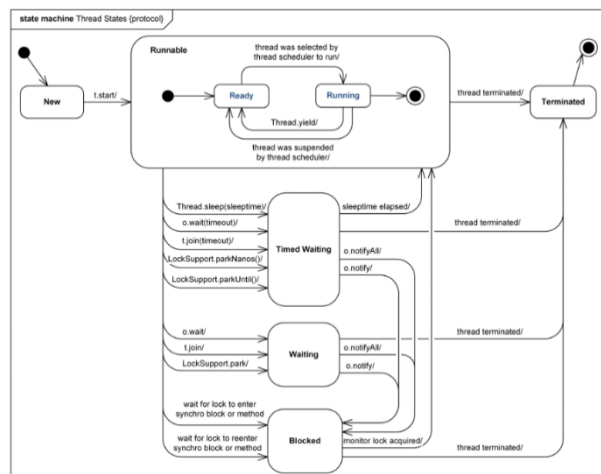 state machine Thread States {protocol}
Runnable
thread was selected by
thread scheduler to run/
New
t.start/
Ready
Running
thread terminated/
Terminated
Thread.yield/
thread was suspended
by thread scheduler/
Thread.sleep(sleeptime)/
sleeptime elapsed/
o.wait(timeout)/
thread terminated/
t.join(timeout)/
Timed Waiting
o.notifyAll/
LockSupport.parkNanos()/
o.notify/
LockSupport.parkUntil()/
o.wait/
thread terminated/
t.join/
Waiting
o.notifyAll/
LockSupport.park/
o.notify/
wait for lock to enter
synchro block or method
Blocked
wait for lock to reenter
synchro block or method
monitor lock acquired/
thread terminated/